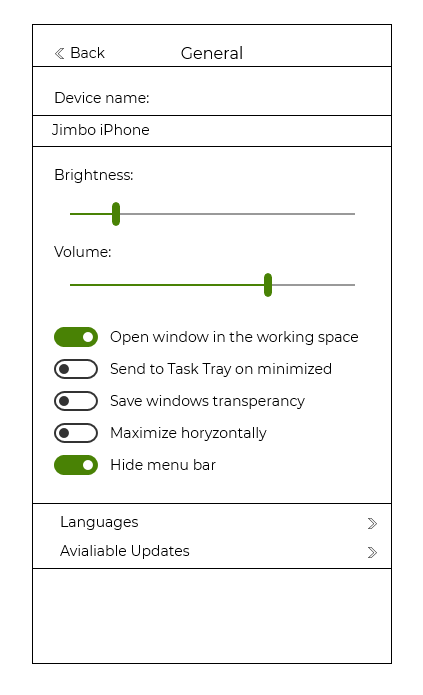 Back
General
Device name:
Jimbo iPhone
Brightness:
Volume:
Open window in the working space
Send to Task Tray on minimized
Save windows transperancy
Maximize horyzontally
Hide menu bar
Languages
Avialiable Updates